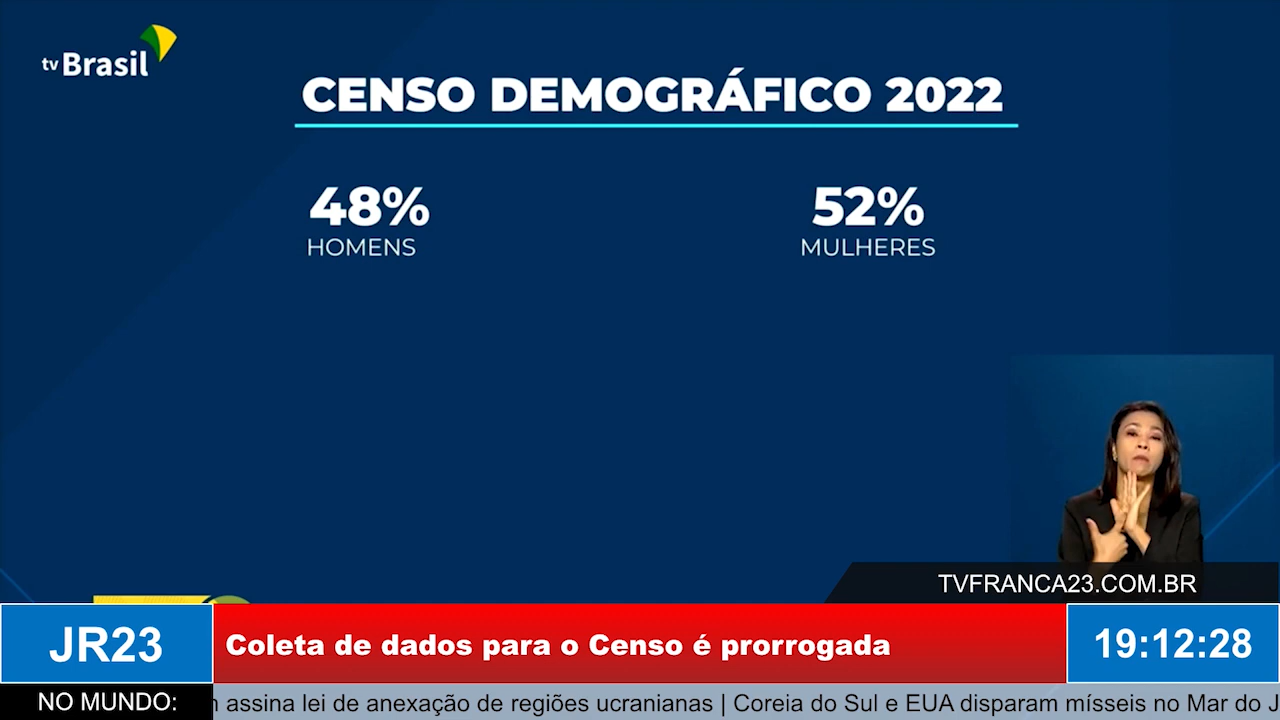 tv Brasil
CENSO DEMOGRÁFICO 2022
48%
HOMENS
52%
MULHERES
TVFRANCA23.COM.BR
JR23
Coleta de dados para o Censo é prorrogada
19:12:28
NO MUNDO:
assina lei de anexação de regiões ucranianas | Coreia do Sul e EUA disparam mísseis no Mar do